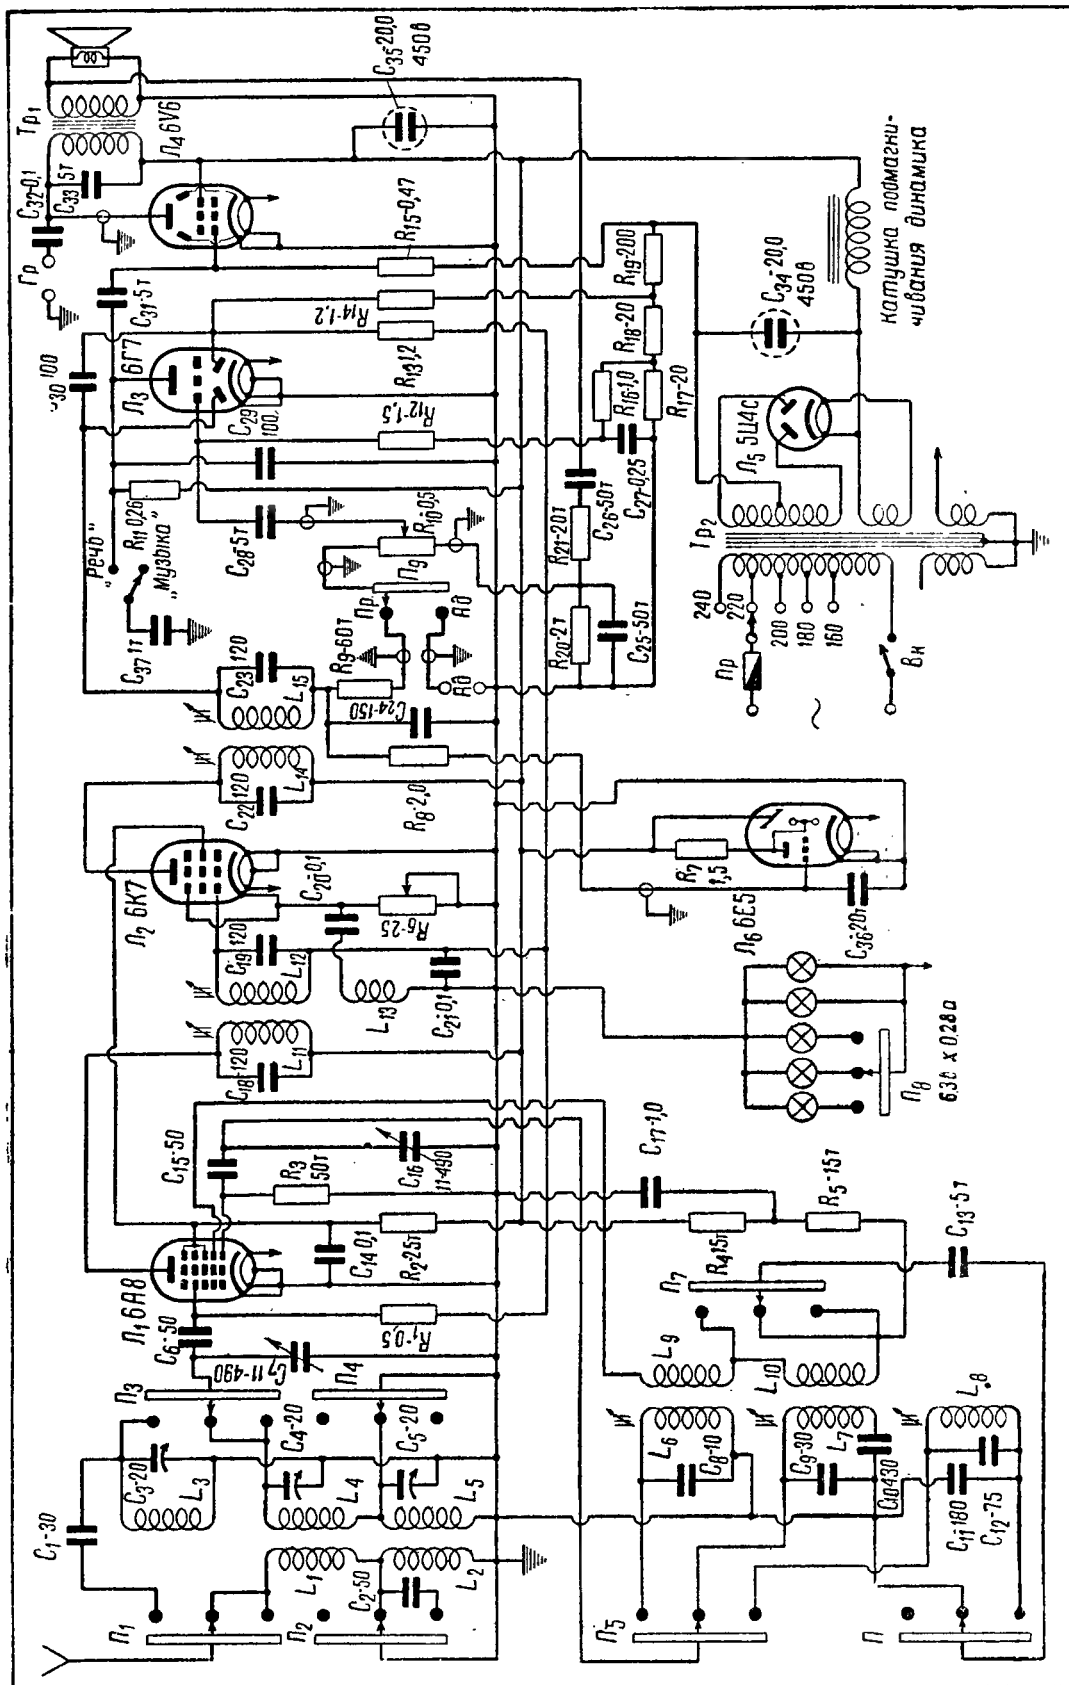 Тр₁
Л₄ 6V6
C₃₅-20,0
450в
C₃₂-0,1
C₃₃ 5т
Гр
C₃₁-5т
R₁₅-0,47
R₁₄-1,2
R₁₃ 1,2
R₁₂-1,5
C₃₀ 100
Л₃ 6Г7
C₂₉
100
R₁₉-200
R₁₈-20
R₁₆-1,0
R₁₇-20
C₂₇-0,25
C₂₆-50т
R₂₁-20т
R₂₀-2т
C₂₅-50т
C₃₄-20,0
450в
Катушка подмагни-
чивания динамика
Л₅ 5Ц4С
Тр₂
240
220
200
180
160
Пр
Вк
~
"Речь"
R₁₁ 0,26
"Музыка"
C₃₇ 1т
C₂₈-5т
R₁₀-0,5
П₉
Пр
Ад
Ад
R₉-60т
C₂₄-150
C₂₃ 120
L₁₅
L₁₄
C₂₂ 120
R₈-2,0
Л₂ 6К7
C₂₀-0,1
R₆-25
C₁₉-120
L₁₂
L₁₃
C₂₁-0,1
L₁₁
C₁₈-120
R₇
1,5
Л₆ 6Е5
C₃₆ 20т
П₈
6,3в х 0,28а
C₁₅-50
R₃
50т
C₁₆
11-490
C₁₄ 0,1
R₂-25т
Л₁ 6А8
C₆-50
R₁-0,5
C₇ 11-490
C₁₇-1,0
R₄ 15т
R₅-15т
C₁₃-5т
П₇
L₉
L₁₀
П₃
П₄
C₄-20
C₅-20
C₃-20
L₃
L₄
L₅
C₁-30
L₁
L₂
C₂-50
П₁
П₂
L₆
C₈-10
C₉-30
L₇
C₁₀ 430
L₈
C₁₁-180
C₁₂-75
П₅
П